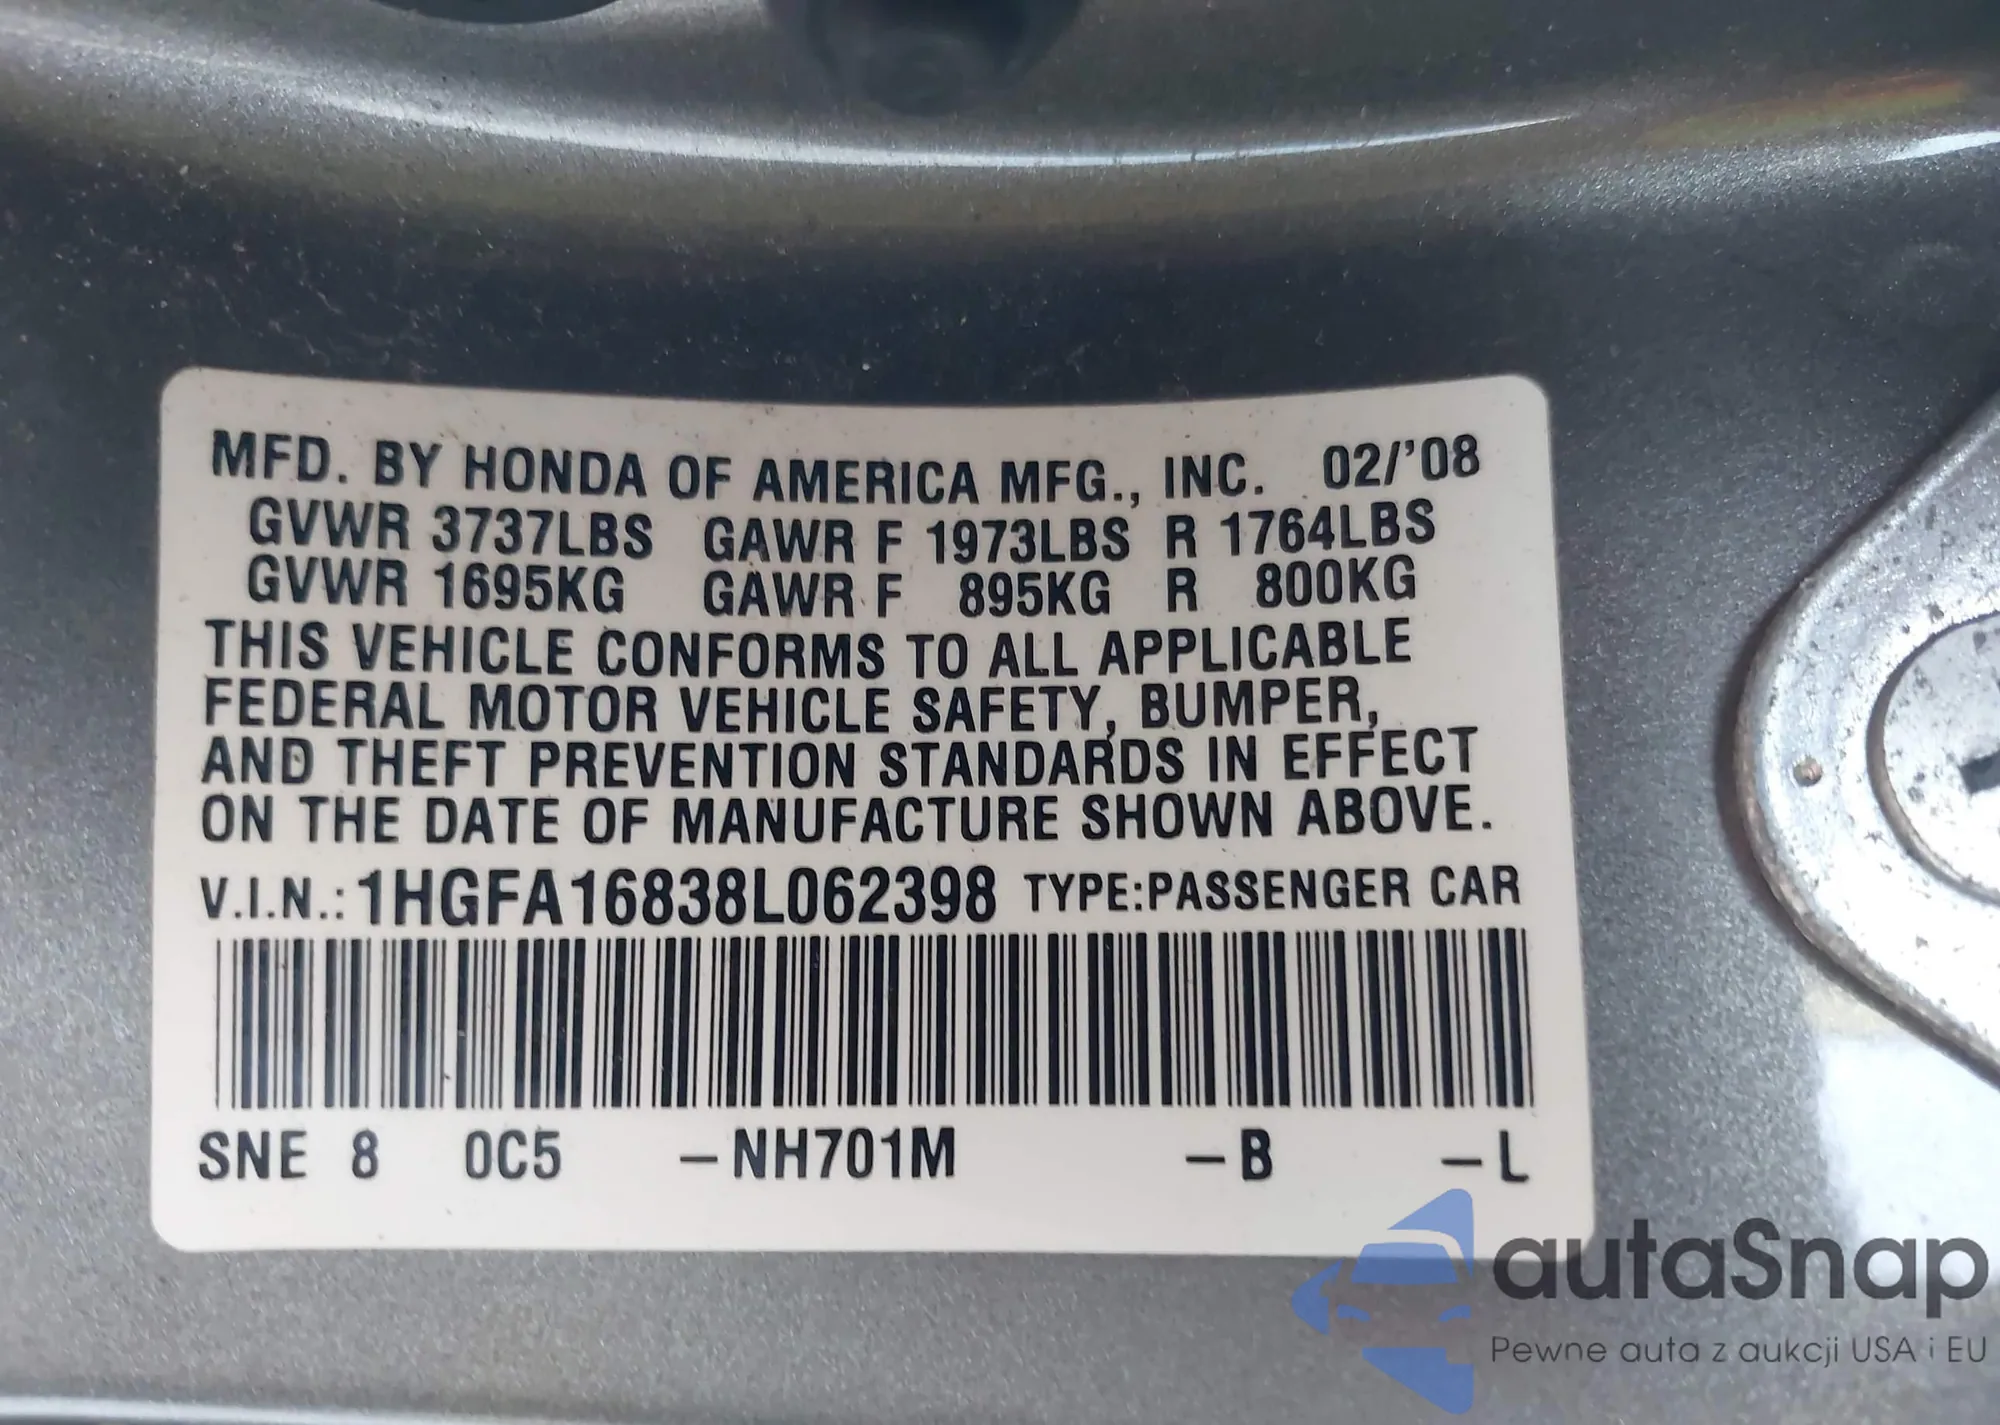 MFD. BY HONDA OF AMERICA MFG., INC. 02/'08
GVWR 3737LBS GAWR F 1973LBS R 1764LBS
GVWR 1695KG GAWR F 895KG R 800KG
THIS VEHICLE CONFORMS TO ALL APPLICABLE
FEDERAL MOTOR VEHICLE SAFETY, BUMPER,
AND THEFT PREVENTION STANDARDS IN EFFECT
ON THE DATE OF MANUFACTURE SHOWN ABOVE.
V.I.N.: 1HGFA16838L062398 TYPE:PASSENGER CAR
SNE 8 0C5 –NH701M –B –L
autaSnap
Pewne auta z aukcji USA i EU